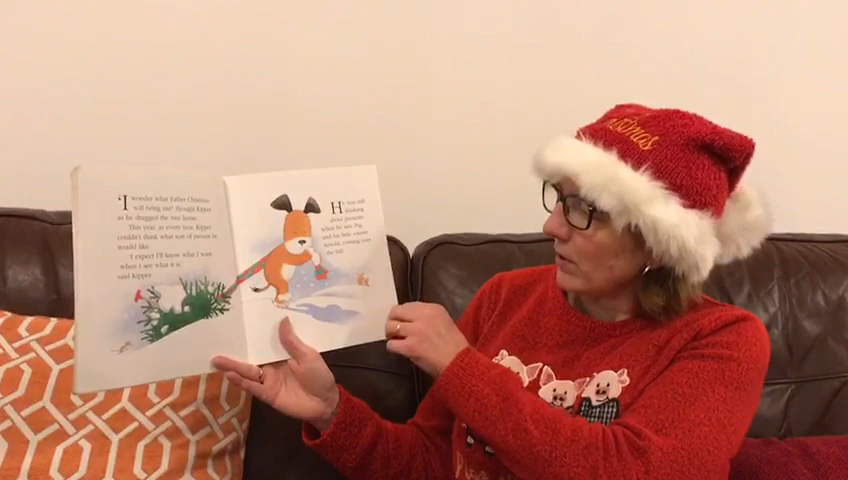 "I wonder what Father Christmas
will bring me?" thought Kipper
as he dragged the tree home.
This year, as every year, Kipper
couldn't think what sort of present he
would like.
"I expect I'll know what I want
when I see what it is,"
said Kipper.
He was still
thinking
about presents
when he saw Pig,
and his little cousin
Arnold, coming over
the hill.